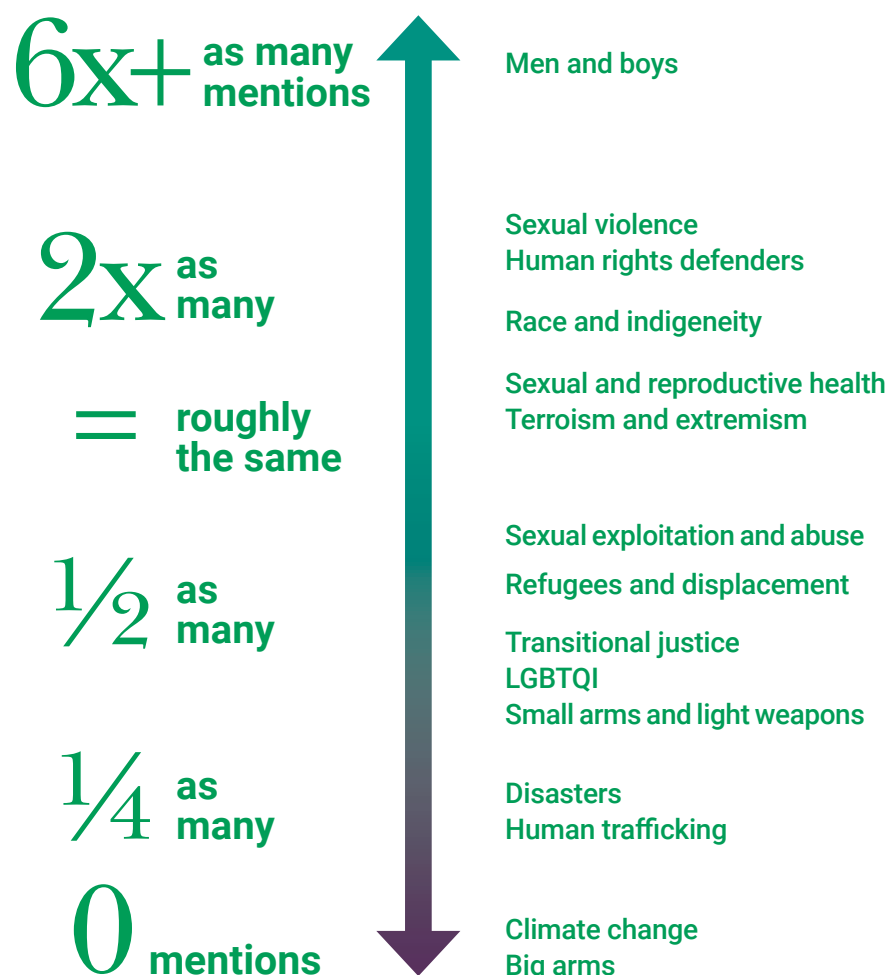 6x+ as many mentions
Men and boys
2x as many
Sexual violence
Human rights defenders
Race and indigeneity
= roughly the same
Sexual and reproductive health
Terroism and extremism
½ as many
Sexual exploitation and abuse
Refugees and displacement
Transitional justice
LGBTQI
Small arms and light weapons
¼ as many
Disasters
Human trafficking
0 mentions
Climate change
Big arms